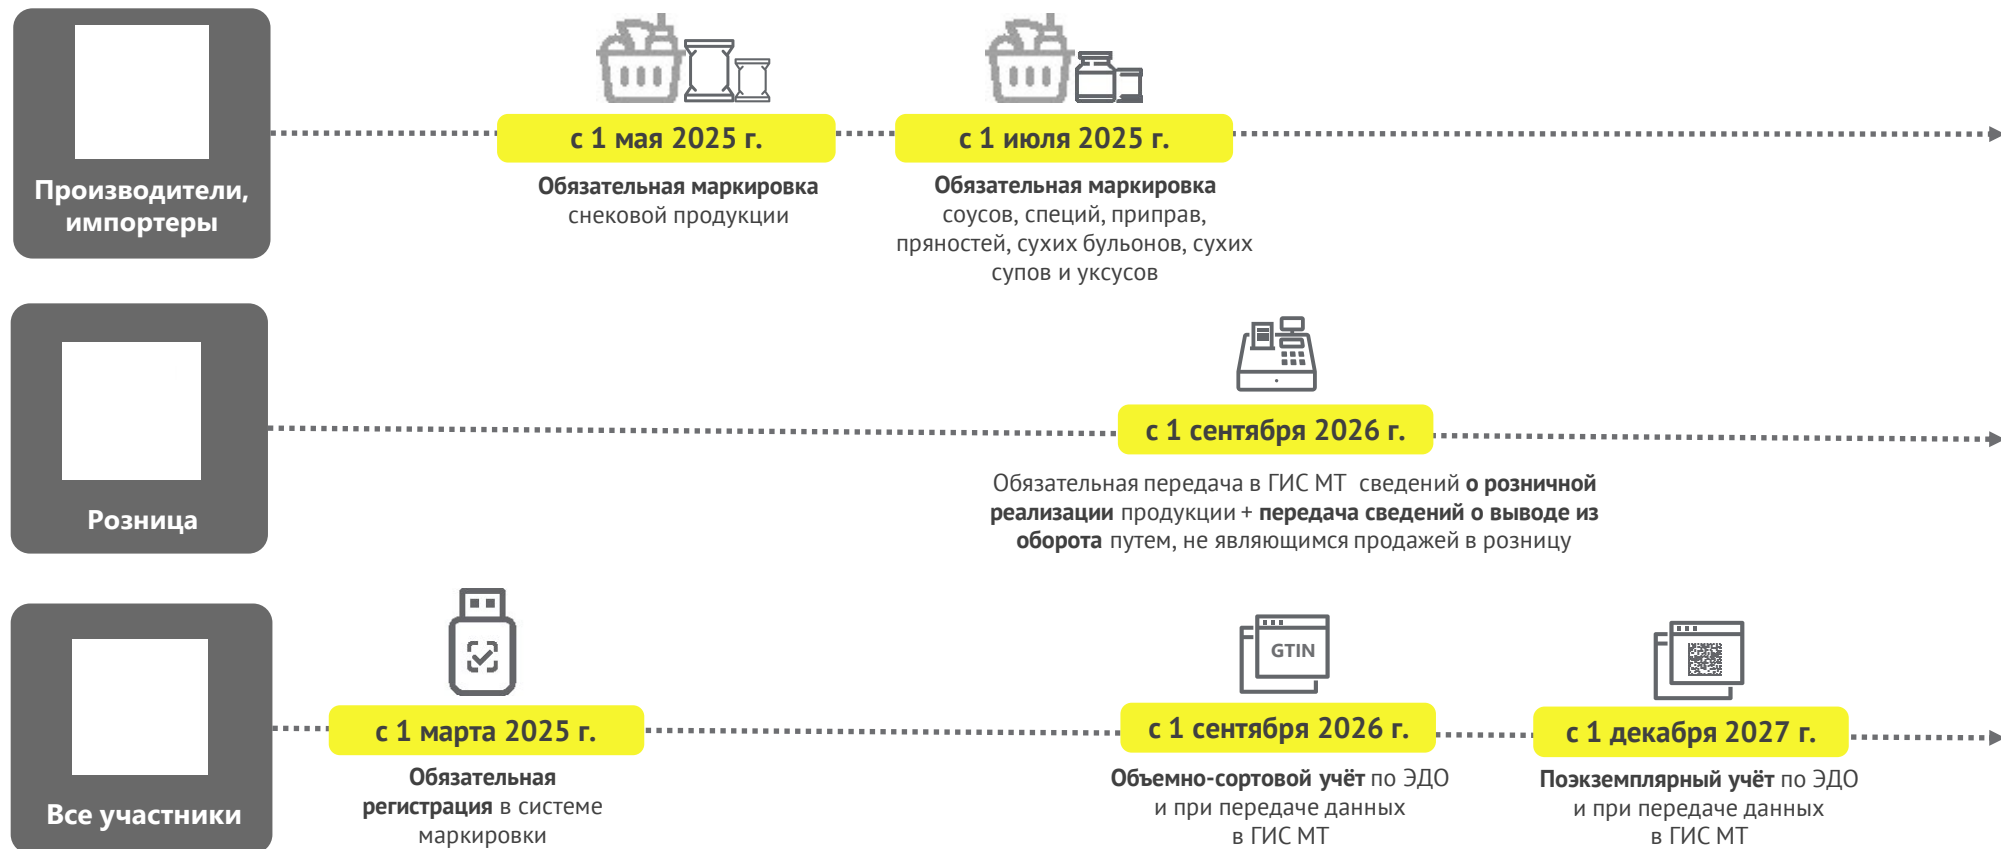 Производители,
импортеры
с 1 мая 2025 г.
Обязательная маркировка
снековой продукции
с 1 июля 2025 г.
Обязательная маркировка
соусов, специй, приправ,
пряностей, сухих бульонов, сухих
супов и уксусов
Розница
с 1 сентября 2026 г.
Обязательная передача в ГИС МТ сведений о розничной
реализации продукции + передача сведений о выводе из
оборота путем, не являющимся продажей в розницу
Все участники
с 1 марта 2025 г.
Обязательная
регистрация в системе
маркировки
GTIN
с 1 сентября 2026 г.
Объемно-сортовой учёт по ЭДО
и при передаче данных
в ГИС МТ
с 1 декабря 2027 г.
Поэкземплярный учёт по ЭДО
и при передаче данных
в ГИС МТ